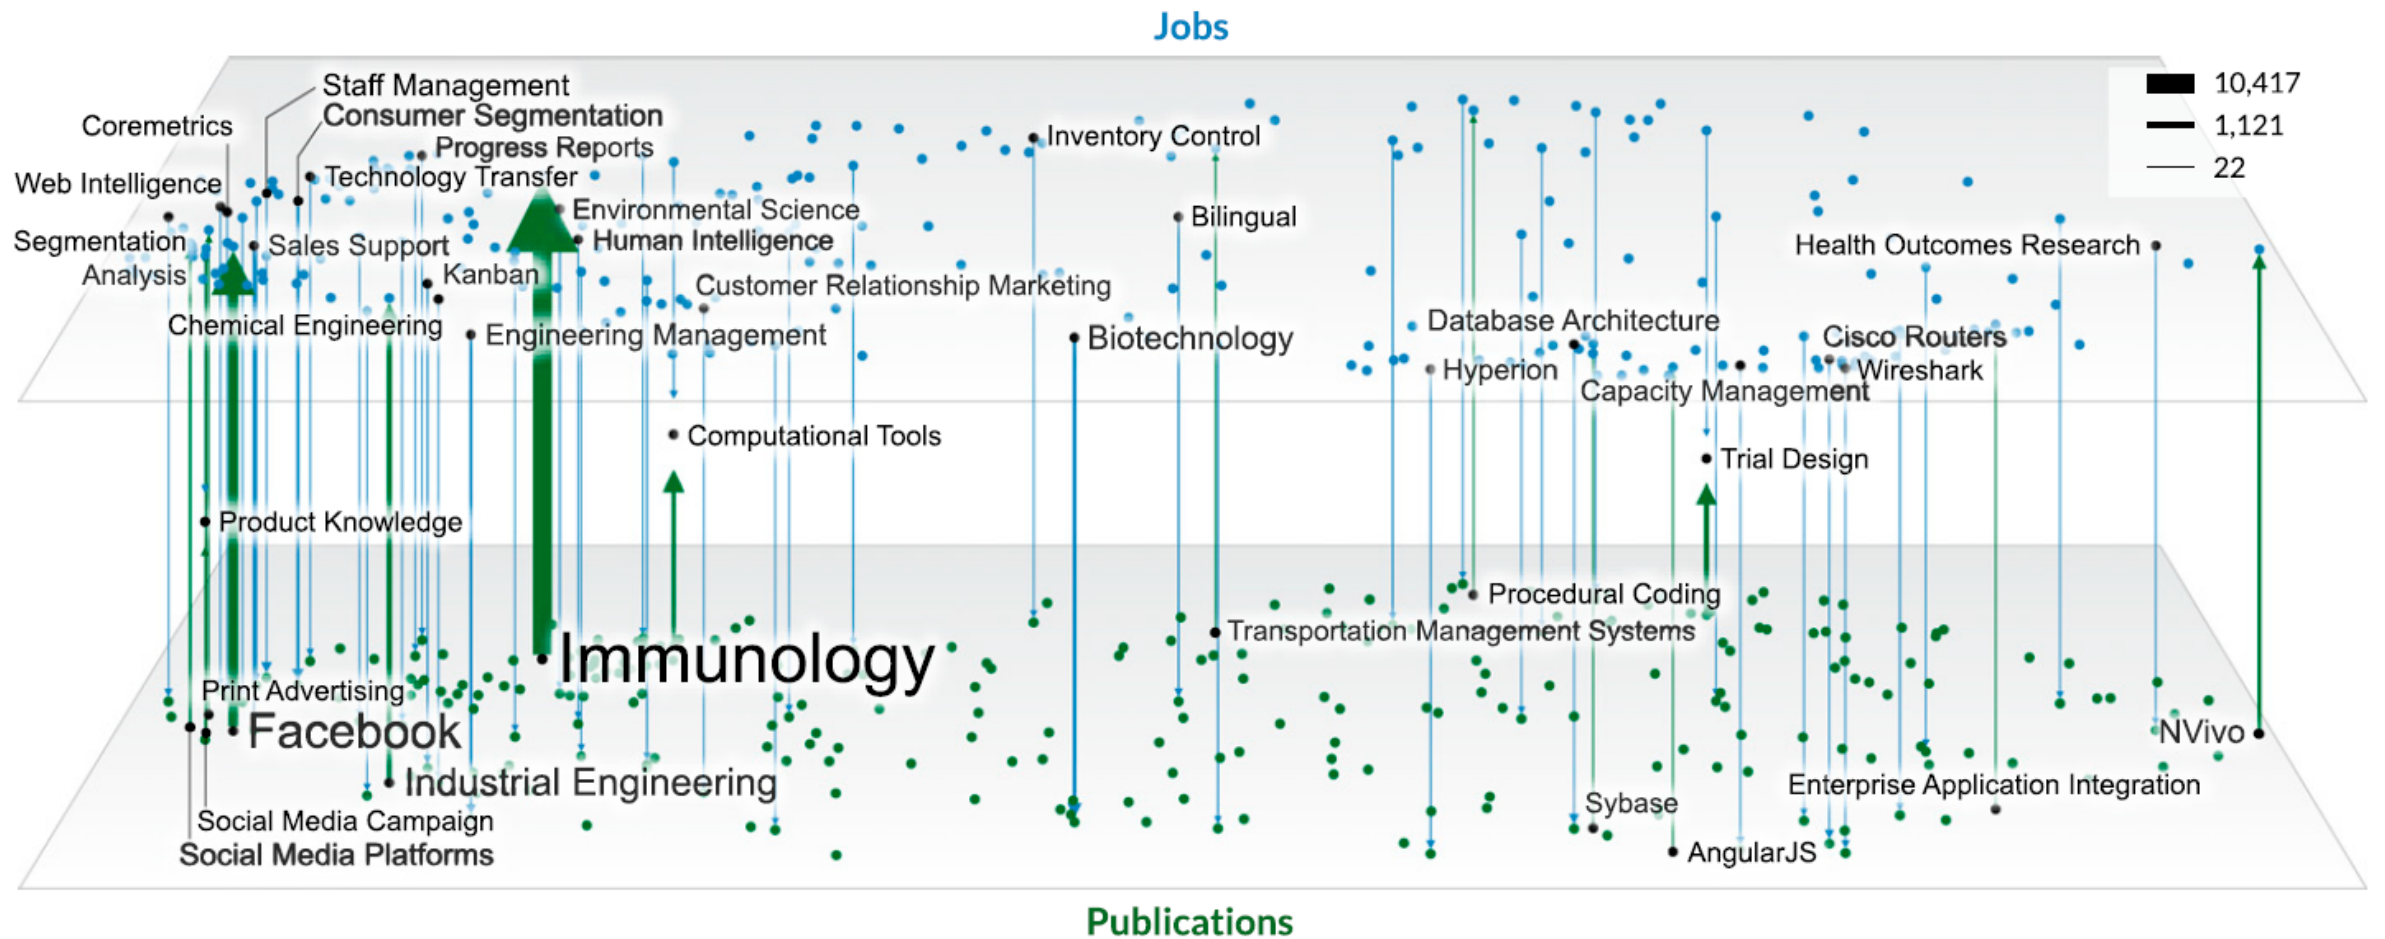 Jobs
Staff Management
10,417
Consumer Segmentation
Coremetrics
1,121
Inventory Control
Progress Reports
22
Technology Transfer
Web Intelligence
Environmental Science
Bilingual
Segmentation
Analysis
Sales Support
Human Intelligence
Health Outcomes Research
Kanban
Customer Relationship Marketing
Chemical Engineering
Engineering Management
Biotechnology
Database Architecture
Cisco Routers
Hyperion
Wireshark
Capacity Management
Computational Tools
Trial Design
Product Knowledge
Procedural Coding
Transportation Management Systems
Immunology
Print Advertising
Facebook
NVivo
Industrial Engineering
Enterprise Application Integration
Sybase
Social Media Campaign
Social Media Platforms
AngularJS
Publications